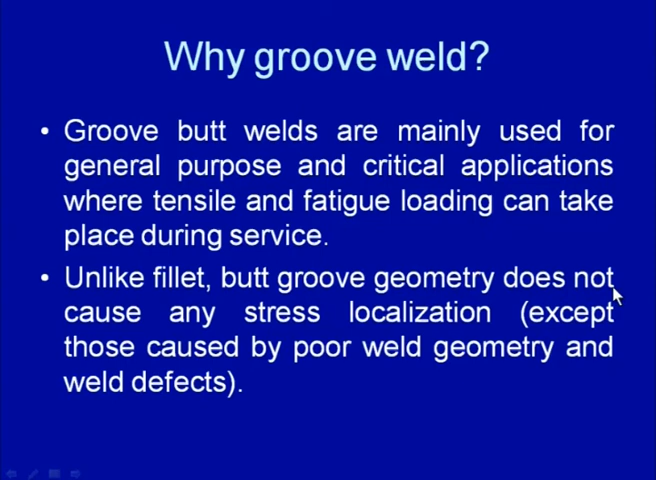 Why groove weld?
• Groove butt welds are mainly used for
general purpose and critical applications
where tensile and fatigue loading can take
place during service.
• Unlike fillet, butt groove geometry does not
cause any stress localization (except
those caused by poor weld geometry and
weld defects).